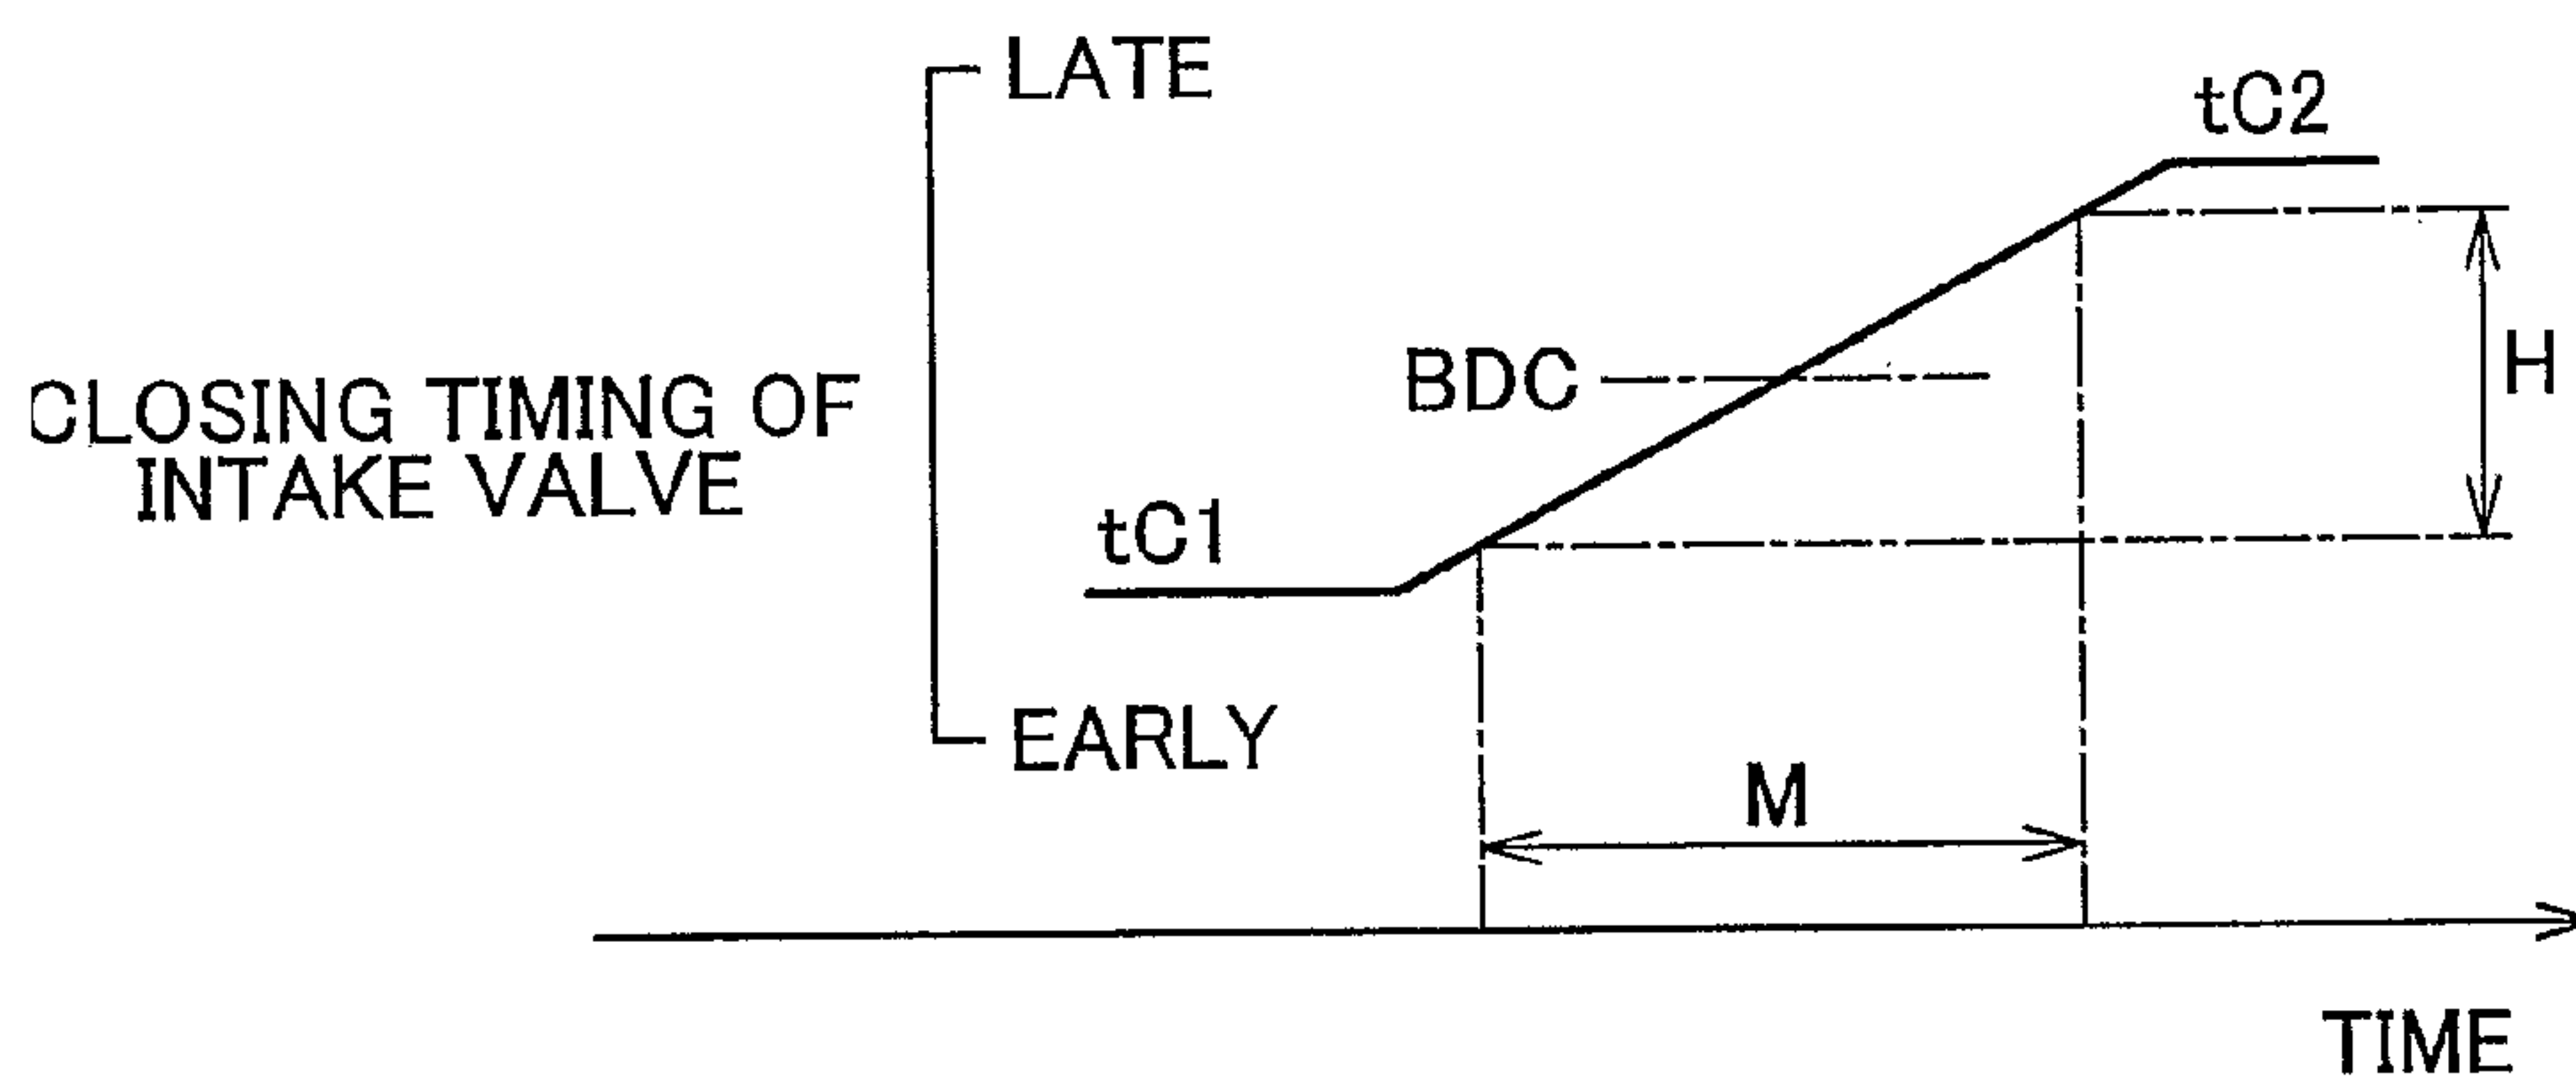 LATE
tC2
BDC
H
CLOSING TIMING OF
INTAKE VALVE
tC1
EARLY
M
TIME